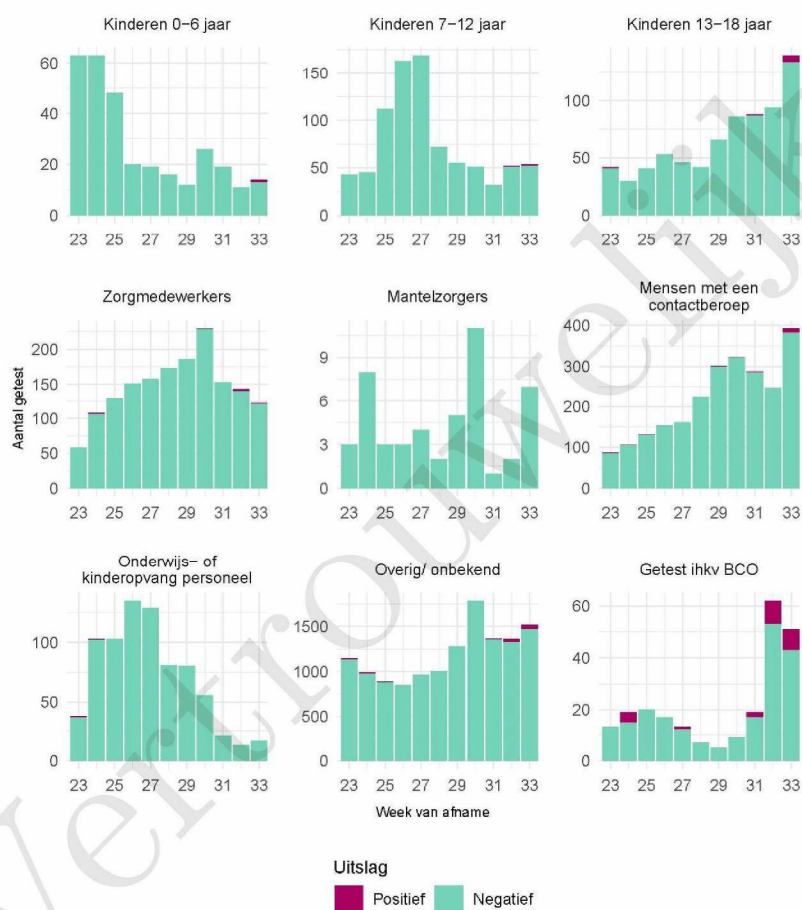 Kinderen 0–6 jaar
60
40
20
0
23 25 27 29 31 33
Kinderen 7–12 jaar
150
100
50
0
23 25 27 29 31 33
Kinderen 13–18 jaar
100
50
0
23 25 27 29 31 33
Aantal getest
Zorgmedewerkers
200
150
100
50
0
23 25 27 29 31 33
Mantelzorgers
9
6
3
0
23 25 27 29 31 33
Mensen met een
contactberoep
400
300
200
100
0
23 25 27 29 31 33
Onderwijs– of
kinderopvang personeel
100
50
0
23 25 27 29 31 33
Overig/ onbekend
1500
1000
500
0
23 25 27 29 31 33
Getest ihkv BCO
60
40
20
0
23 25 27 29 31 33
Week van afname
Uitslag
Positief Negatief
Vertrouwelijk